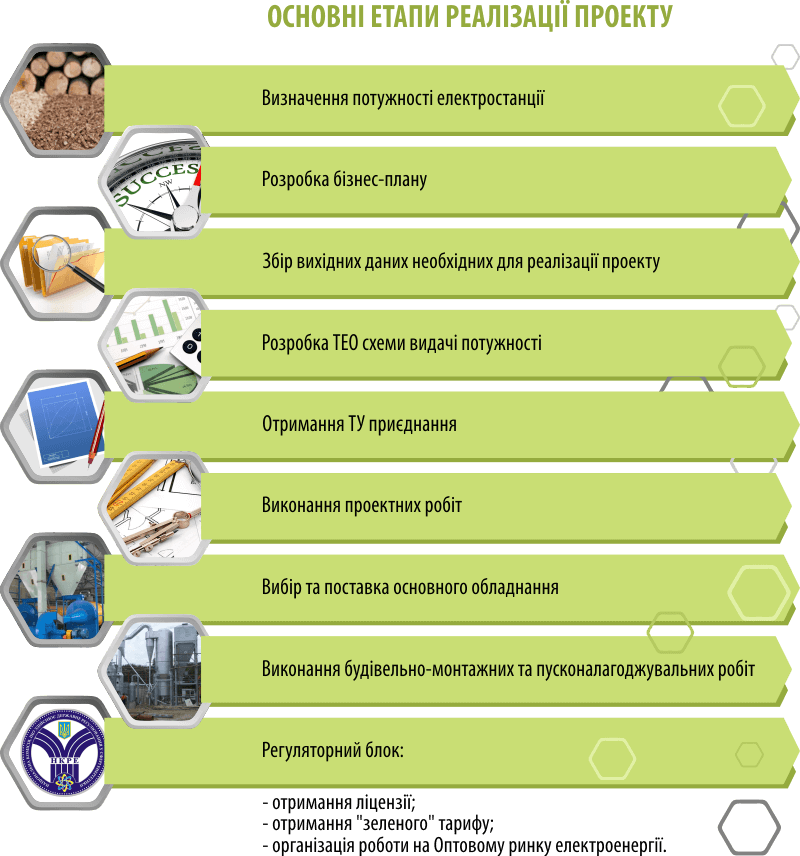 ОСНОВНІ ЕТАПИ РЕАЛІЗАЦІЇ ПРОЕКТУ
Визначення потужності електростанції
SUCCESS
NW
Розробка бізнес-плану
Збір вихідних даних необхідних для реалізації проекту
Розробка ТЕО схеми видачі потужності
Отримання ТУ приєднання
Виконання проектних робіт
Вибір та поставка основного обладнання
Виконання будівельно-монтажних та пусконалагоджувальних робіт
НКРЕ
Регуляторний блок:
- отримання ліцензії;
- отримання "зеленого" тарифу;
- організація роботи на Оптовому ринку електроенергії.